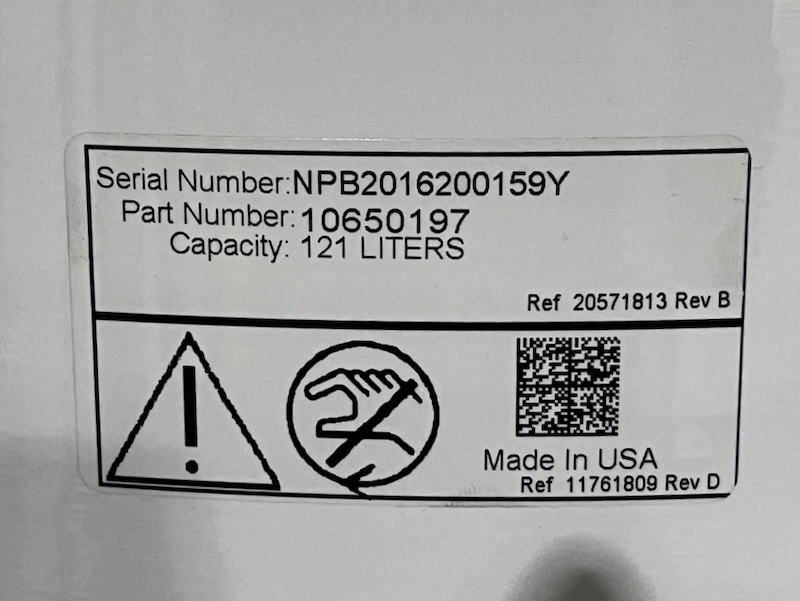 Serial Number:NPB2016200159Y
Part Number: 10650197
Capacity: 121 LITERS
Ref 20571813 Rev B
Made In USA
Ref 11761809 Rev D